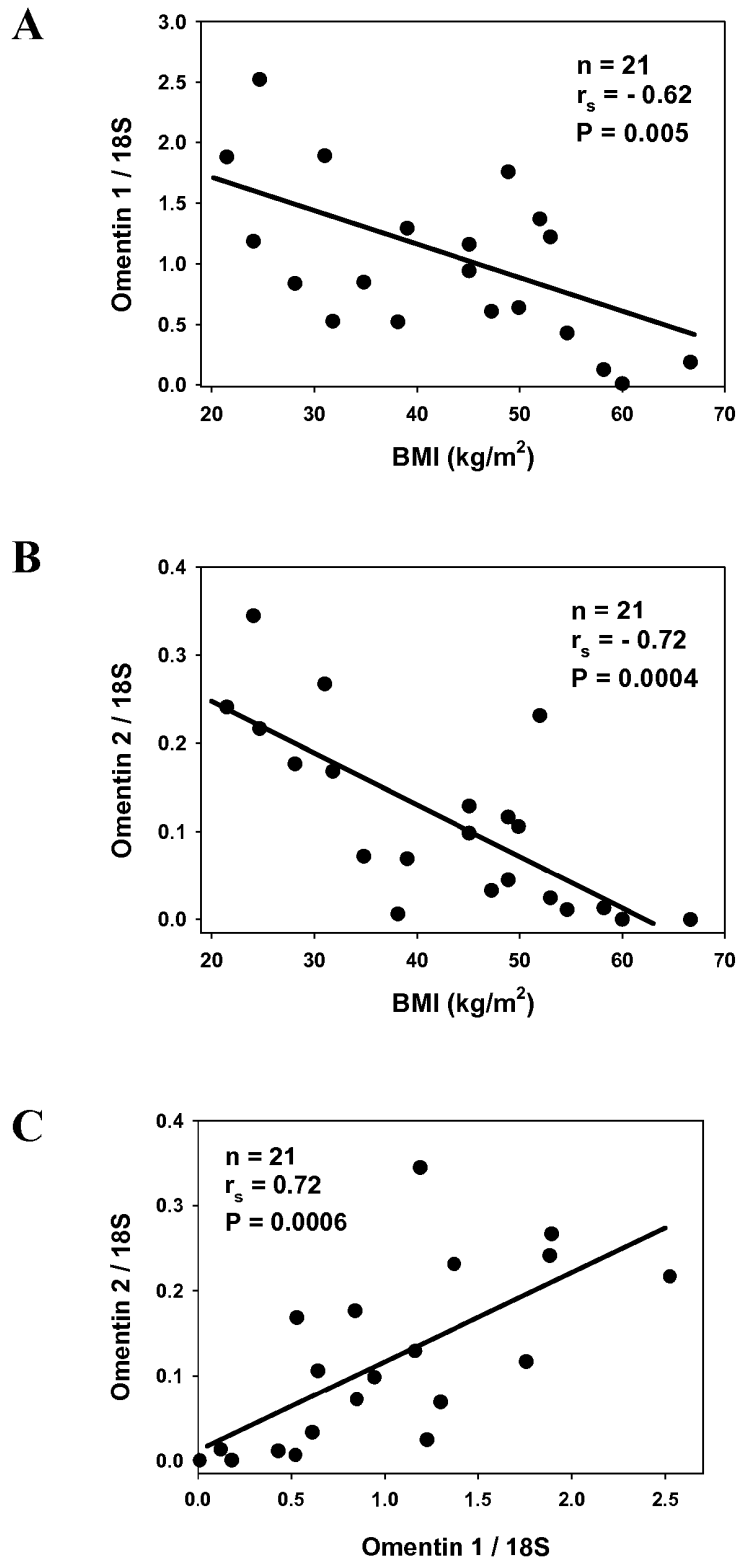 A
3.0
2.5
2.0
1.5
1.0
0.5
0.0
Omentin 1 / 18S
n = 21
rs = - 0.62
P = 0.005
20 30 40 50 60 70
BMI (kg/m2)
B
0.4
0.3
0.2
0.1
0.0
Omentin 2 / 18S
n = 21
rs = - 0.72
P = 0.0004
20 30 40 50 60 70
BMI (kg/m2)
C
0.4
0.3
0.2
0.1
0.0
Omentin 2 / 18S
n = 21
rs = 0.72
P = 0.0006
0.0 0.5 1.0 1.5 2.0 2.5
Omentin 1 / 18S